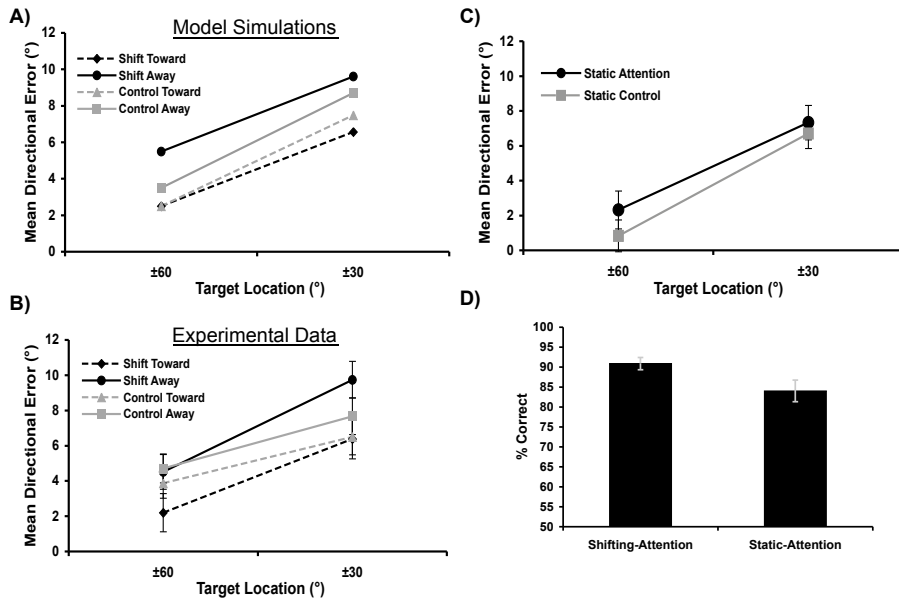 A)
Model Simulations
12
10
8
6
4
2
0
Mean Directional Error (°)
Shift Toward
Shift Away
Control Toward
Control Away
±60
±30
Target Location (°)
B)
Experimental Data
12
10
8
6
4
2
0
Mean Directional Error (°)
Shift Toward
Shift Away
Control Toward
Control Away
±60
±30
Target Location (°)
C)
12
10
8
6
4
2
0
Mean Directional Error (°)
Static Attention
Static Control
±60
±30
Target Location (°)
D)
100
95
90
85
80
75
70
65
60
55
50
% Correct
Shifting-Attention
Static-Attention